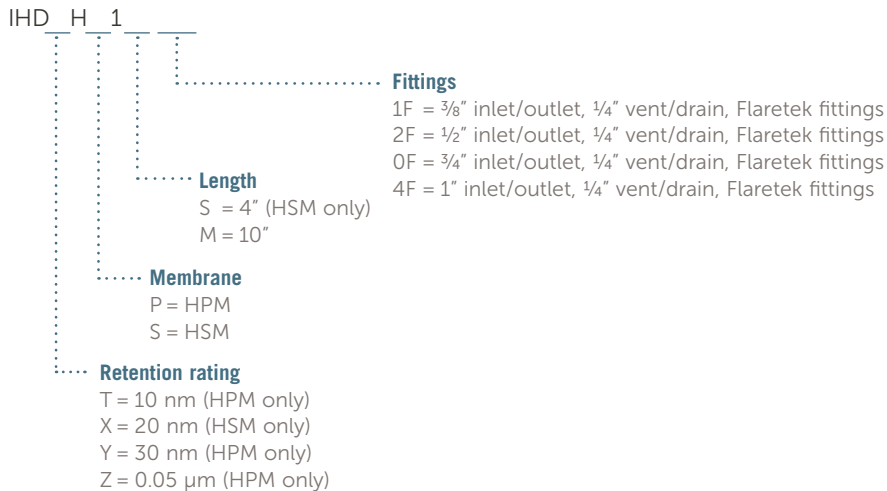 IHD_H_1_ __
Fittings
1F = ⅜" inlet/outlet, ¼" vent/drain, Flaretek fittings
2F = ½" inlet/outlet, ¼" vent/drain, Flaretek fittings
0F = ¾" inlet/outlet, ¼" vent/drain, Flaretek fittings
4F = 1" inlet/outlet, ¼" vent/drain, Flaretek fittings
Length
S = 4" (HSM only)
M = 10"
Membrane
P = HPM
S = HSM
Retention rating
T = 10 nm (HPM only)
X = 20 nm (HSM only)
Y = 30 nm (HPM only)
Z = 0.05 µm (HPM only)